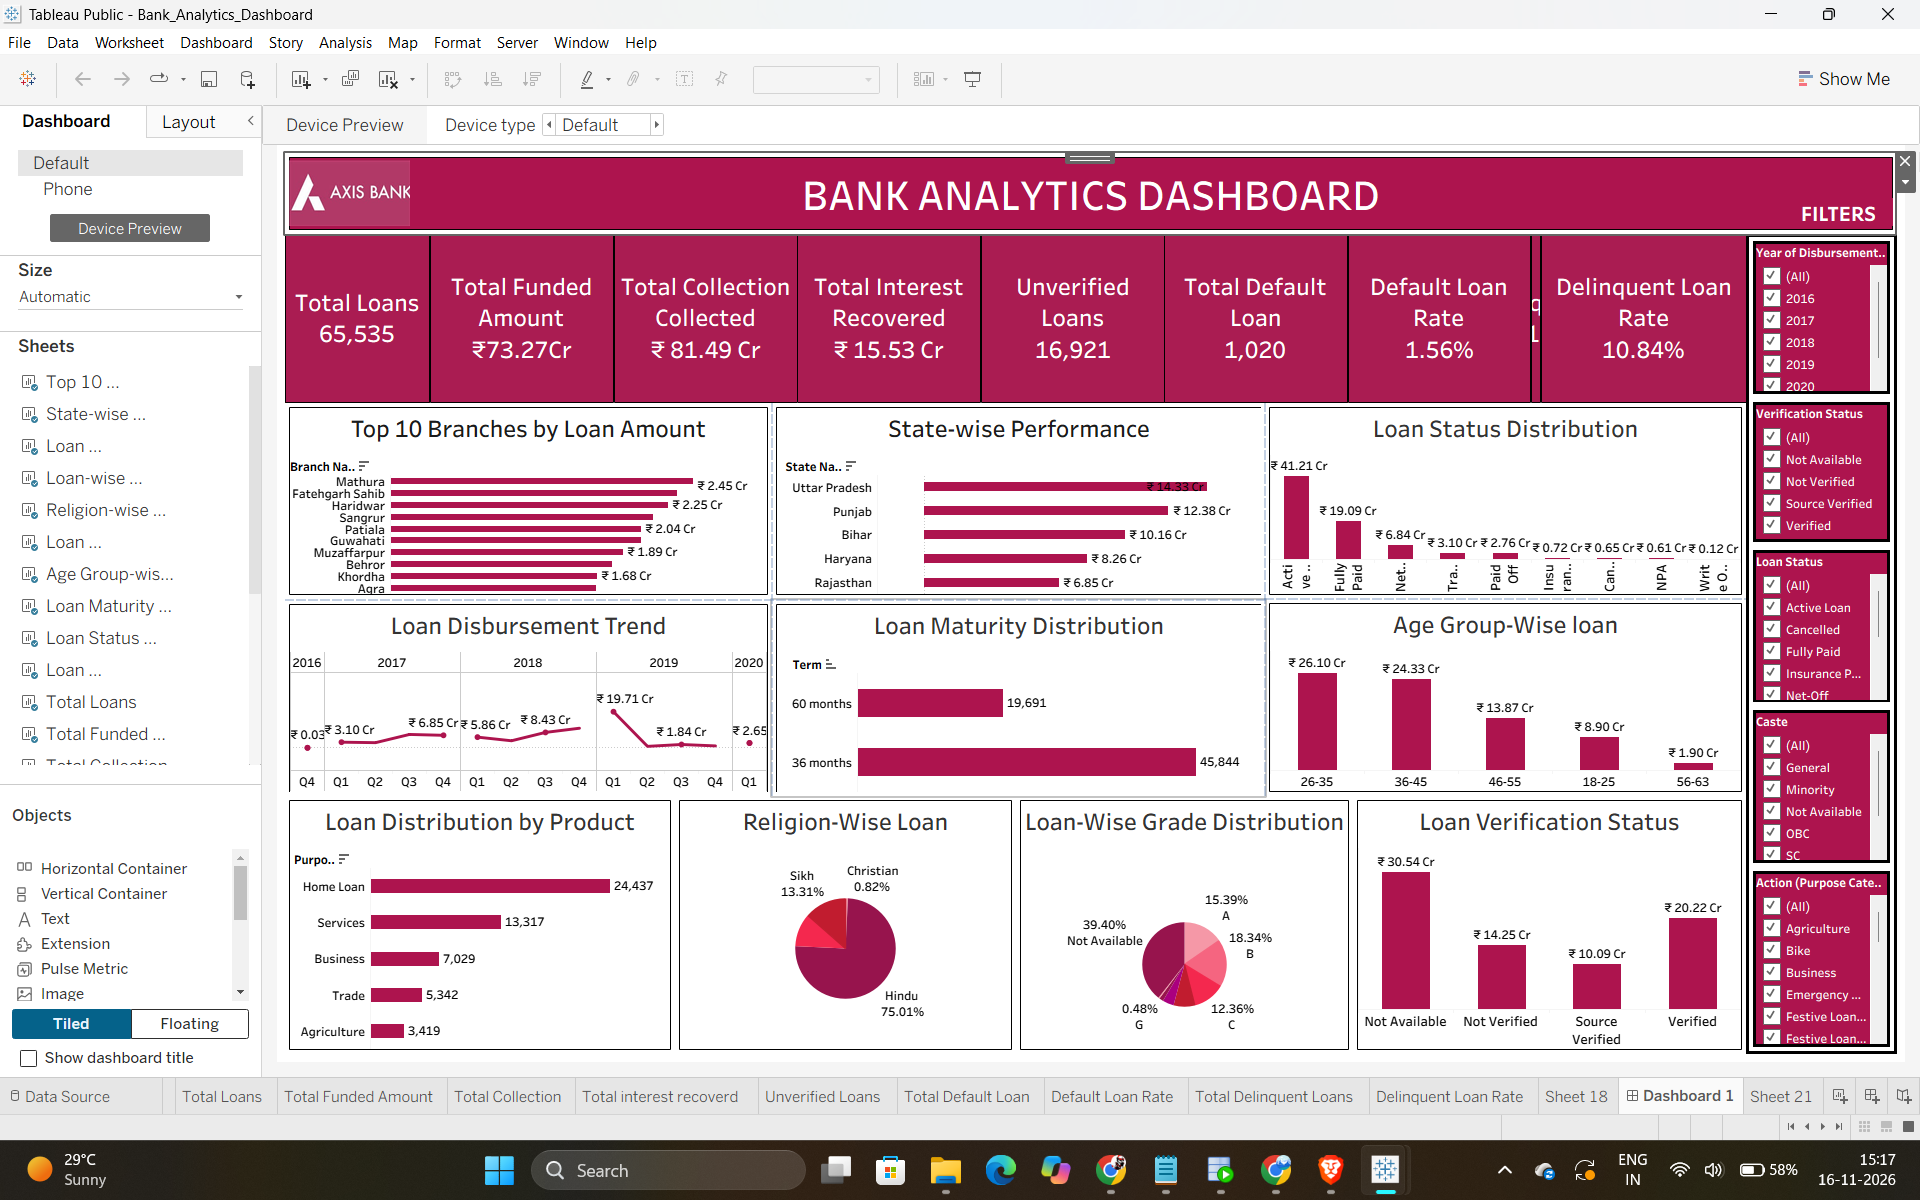 Tableau Public - Bank_Analytics_Dashboard
File Data Worksheet Dashboard Story Analysis Map Format Server Window Help
Show Me
Dashboard Layout
Device Preview Device type Default
Default
Phone
Device Preview
Size
Automatic
Sheets
Top 10 ...
State-wise ...
Loan ...
Loan-wise ...
Religion-wise ...
Loan ...
Age Group-wis...
Loan Maturity ...
Loan Status ...
Loan ...
Total Loans
Total Funded ...
Total Collection
Objects
Horizontal Container
Vertical Container
Text
Extension
Pulse Metric
Image
Tiled Floating
Show dashboard title
AXIS BANK
BANK ANALYTICS DASHBOARD
FILTERS
Total Loans
65,535
Total Funded
Amount
₹73.27Cr
Total Collection
Collected
₹ 81.49 Cr
Total Interest
Recovered
₹ 15.53 Cr
Unverified
Loans
16,921
Total Default
Loan
1,020
Default Loan
Rate
1.56%
q
L
Delinquent Loan
Rate
10.84%
Top 10 Branches by Loan Amount
Branch Na..
Mathura ₹ 2.45 Cr
Fatehgarh Sahib
Haridwar ₹ 2.25 Cr
Sangrur
Patiala ₹ 2.04 Cr
Guwahati
Muzaffarpur ₹ 1.89 Cr
Behror
Khordha ₹ 1.68 Cr
Agra
State-wise Performance
State Na..
Uttar Pradesh ₹ 14.33 Cr
Punjab ₹ 12.38 Cr
Bihar ₹ 10.16 Cr
Haryana ₹ 8.26 Cr
Rajasthan ₹ 6.85 Cr
Loan Status Distribution
₹ 41.21 Cr
₹ 19.09 Cr
₹ 6.84 Cr ₹ 3.10 Cr ₹ 2.76 Cr ₹ 0.72 Cr ₹ 0.65 Cr ₹ 0.61 Cr ₹ 0.12 Cr
Acti
ve ..
Fully
Paid
Net..
Tra..
Paid
Off
Insu
ran..
Can..
NPA
Writ
e O..
Loan Disbursement Trend
2016 2017 2018 2019 2020
₹ 0.03 ₹ 3.10 Cr ₹ 6.85 Cr ₹ 5.86 Cr ₹ 8.43 Cr ₹ 19.71 Cr ₹ 1.84 Cr ₹ 2.65
Q4 Q1 Q2 Q3 Q4 Q1 Q2 Q3 Q4 Q1 Q2 Q3 Q4 Q1
Loan Maturity Distribution
Term
60 months 19,691
36 months 45,844
Age Group-Wise loan
₹ 26.10 Cr ₹ 24.33 Cr ₹ 13.87 Cr ₹ 8.90 Cr ₹ 1.90 Cr
26-35 36-45 46-55 18-25 56-63
Loan Distribution by Product
Purpo..
Home Loan 24,437
Services 13,317
Business 7,029
Trade 5,342
Agriculture 3,419
Religion-Wise Loan
Sikh
13.31%
Christian
0.82%
Hindu
75.01%
Loan-Wise Grade Distribution
15.39%
A
39.40%
Not Available
18.34%
B
0.48%
G
12.36%
C
Loan Verification Status
₹ 30.54 Cr ₹ 14.25 Cr ₹ 10.09 Cr ₹ 20.22 Cr
Not Available Not Verified Source
Verified
Verified
Year of Disbursement..
(All)
2016
2017
2018
2019
2020
Verification Status
(All)
Not Available
Not Verified
Source Verified
Verified
Loan Status
(All)
Active Loan
Cancelled
Fully Paid
Insurance P...
Net-Off
Caste
(All)
General
Minority
Not Available
OBC
SC
Action (Purpose Cate..
(All)
Agriculture
Bike
Business
Emergency ...
Festive Loan...
Festive Loan...
Data Source Total Loans Total Funded Amount Total Collection Total interest recoverd Unverified Loans Total Default Loan Default Loan Rate Total Delinquent Loans Delinquent Loan Rate Sheet 18 Dashboard 1 Sheet 21
29°C
Sunny
Search
ENG
IN
58%
15:17
16-11-2026